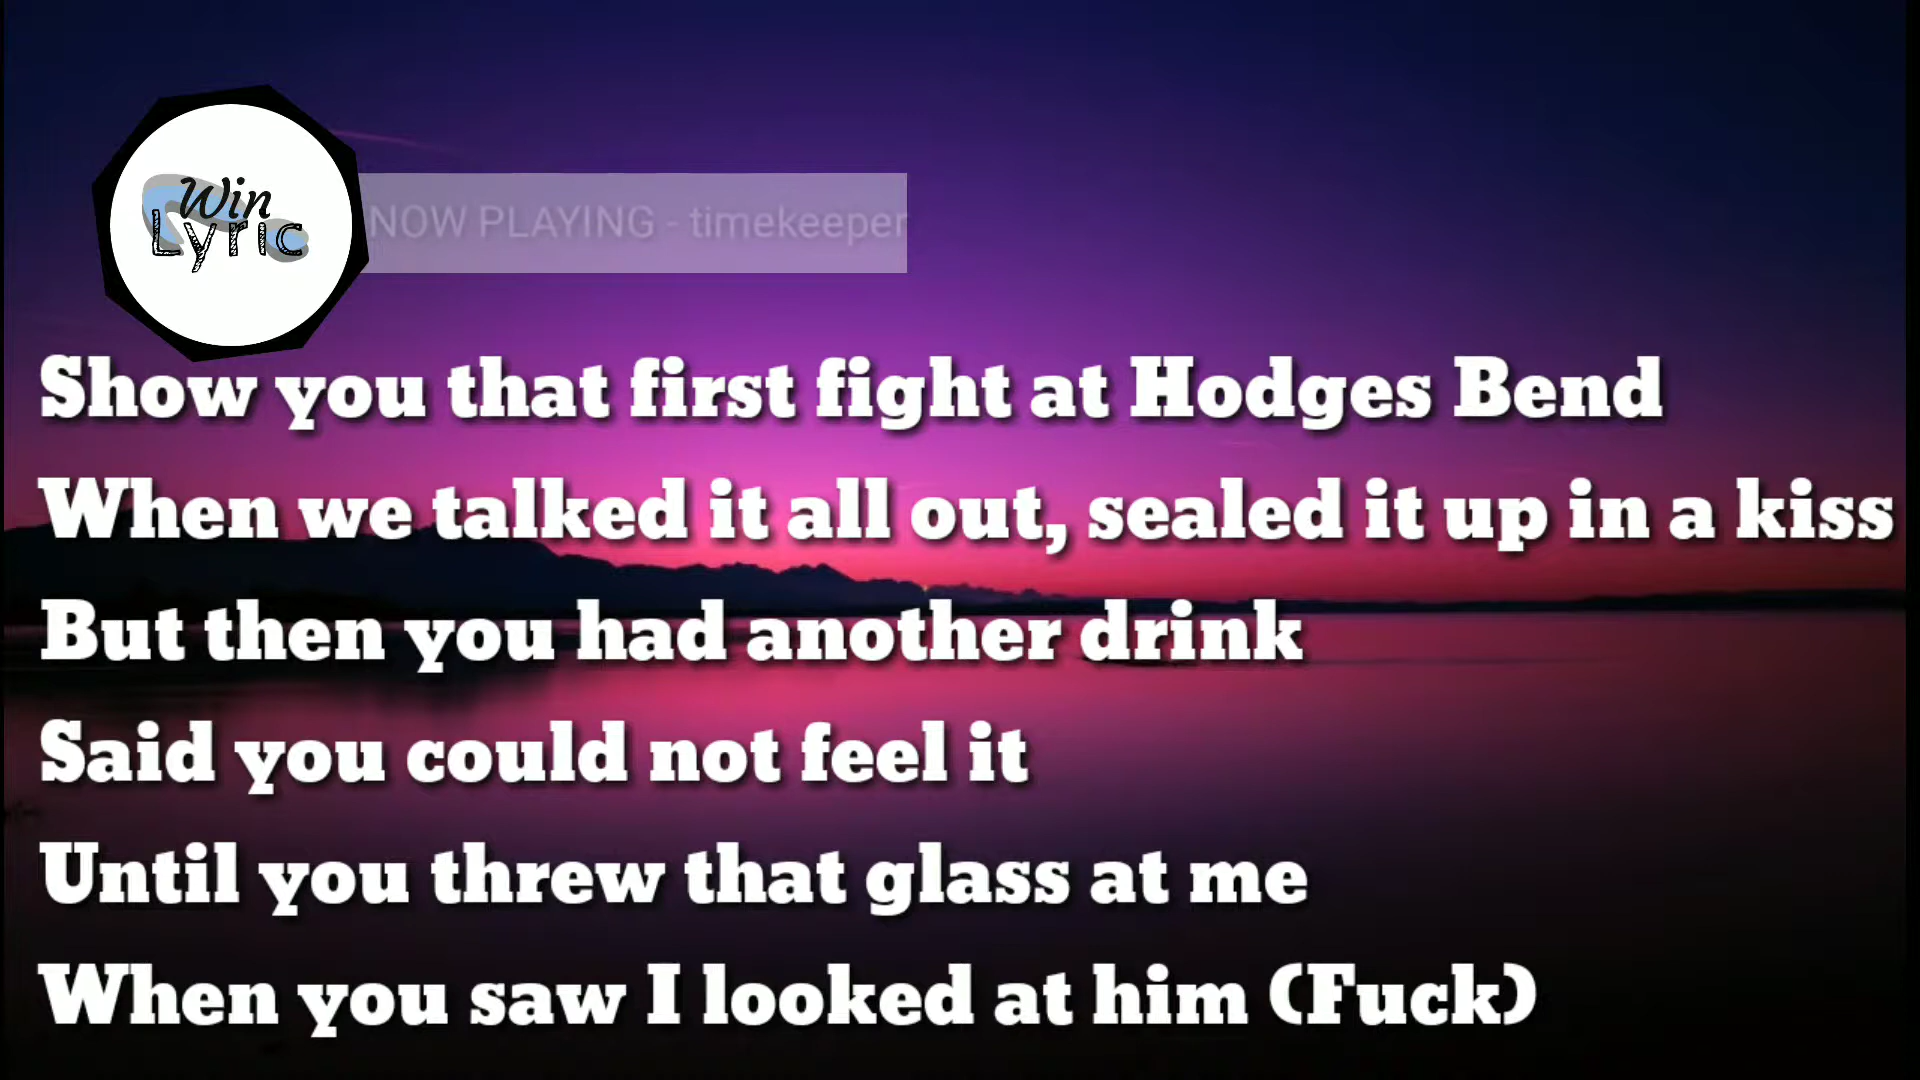 Win
Lyric
NOW PLAYING - timekeeper
Show you that first fight at Hodges Bend
When we talked it all out, sealed it up in a kiss
But then you had another drink
Said you could not feel it
Until you threw that glass at me
When you saw I looked at him (Fuck)